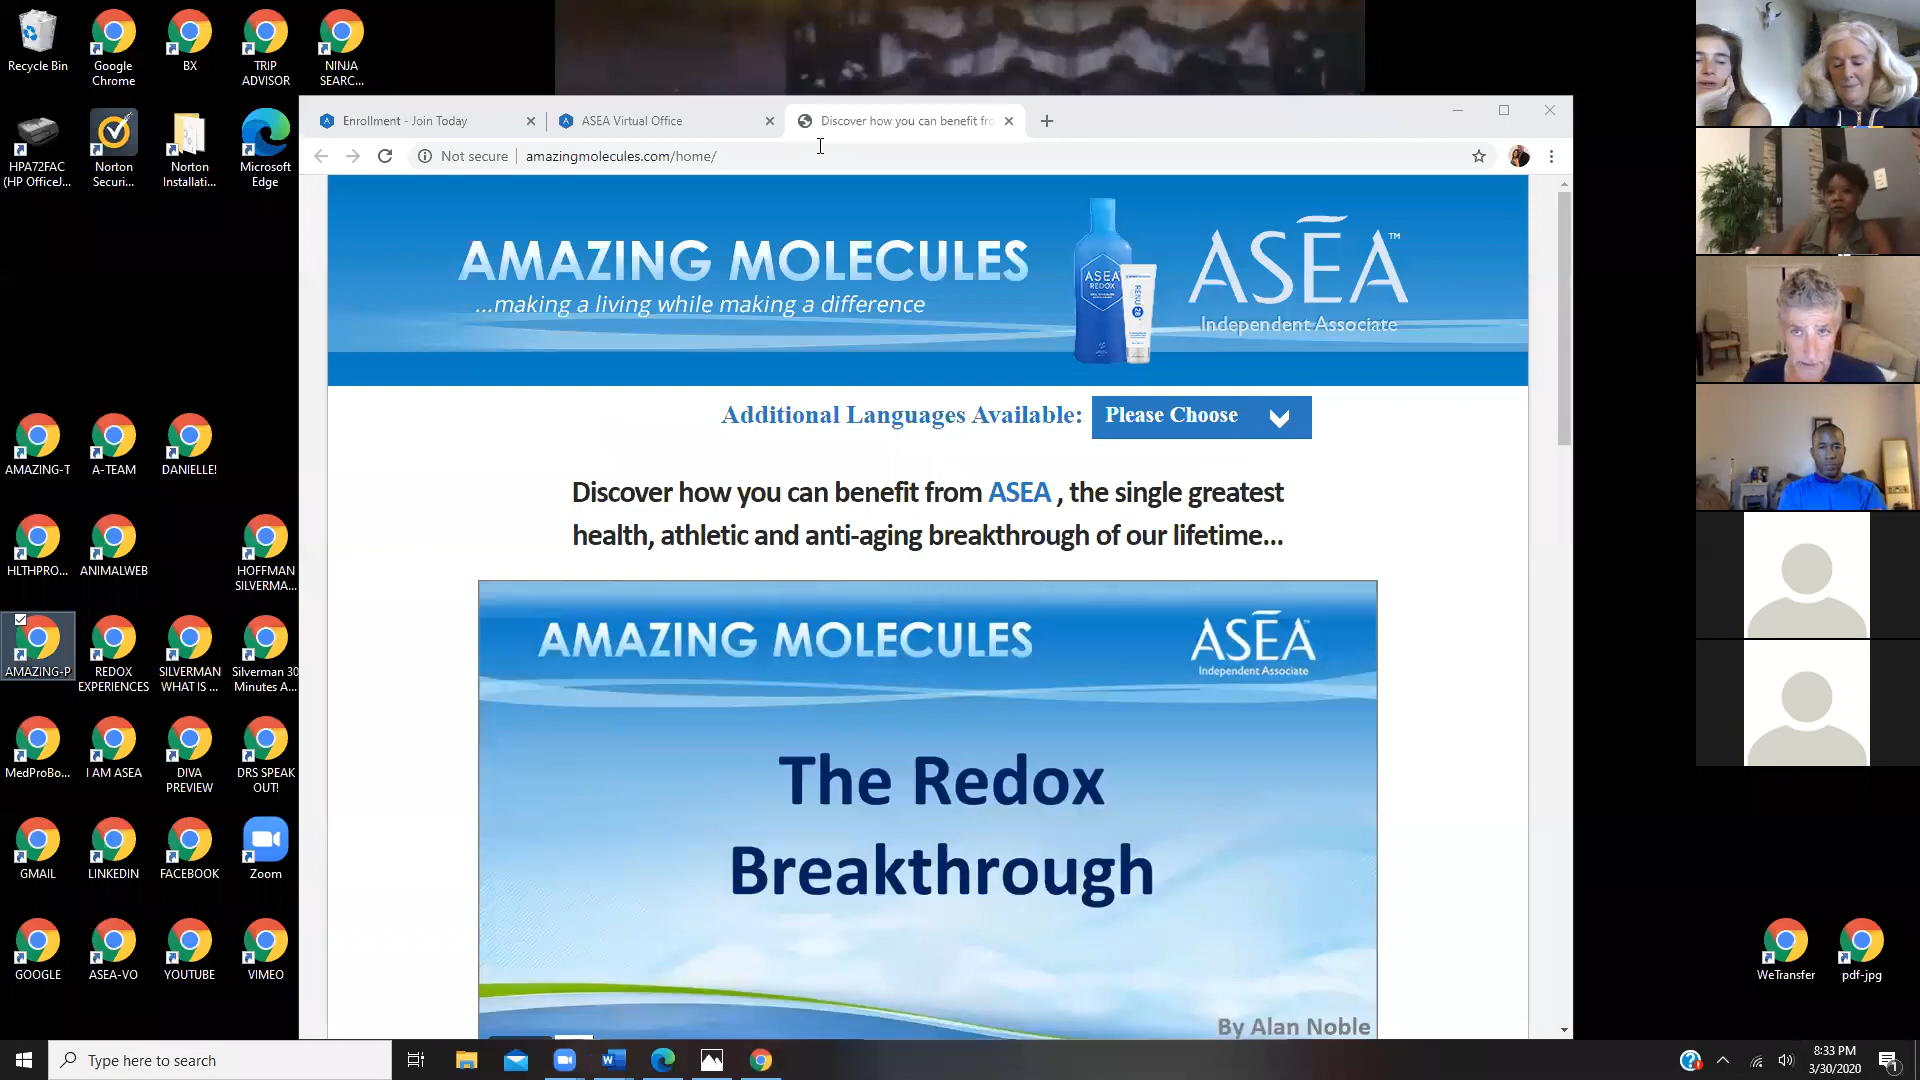 Recycle Bin
Google
Chrome
BX
TRIP
ADVISOR
NINJA
SEARC...
HPA72FAC
(HP OfficeJ...
Norton
Securi...
Norton
Installati...
Microsoft
Edge
AMAZING-T
A-TEAM
DANIELLE!
HLTHPRO...
ANIMALWEB
HOFFMAN
SILVERMA...
AMAZING-P
REDOX
EXPERIENCES
SILVERMAN
WHAT IS ...
Silverman 30
Minutes A...
MedProBo...
I AM ASEA
DIVA
PREVIEW
DRS SPEAK
OUT!
GMAIL
LINKEDIN
FACEBOOK
Zoom
GOOGLE
ASEA-VO
YOUTUBE
VIMEO
Enrollment - Join Today
ASEA Virtual Office
Discover how you can benefit fro
Not secure
amazingmolecules.com/home/
AMAZING MOLECULES
...making a living while making a difference
ASEA
REDOX
RENU 28
ASEA™
Independent Associate
Additional Languages Available:
Please Choose
Discover how you can benefit from ASEA , the single greatest
health, athletic and anti-aging breakthrough of our lifetime...
AMAZING MOLECULES
ASEA
Independent Associate
The Redox
Breakthrough
By Alan Noble
WeTransfer
pdf-jpg
Type here to search
8:33 PM
3/30/2020
1